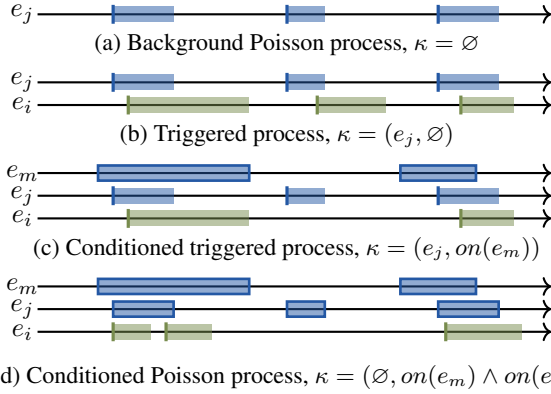 e_j
(a) Background Poisson process, κ = ∅
e_j
e_i
(b) Triggered process, κ = (e_j, ∅)
e_m
e_j
e_i
(c) Conditioned triggered process, κ = (e_j, on(e_m))
e_m
e_j
e_i
d) Conditioned Poisson process, κ = (∅, on(e_m) ∧ on(e